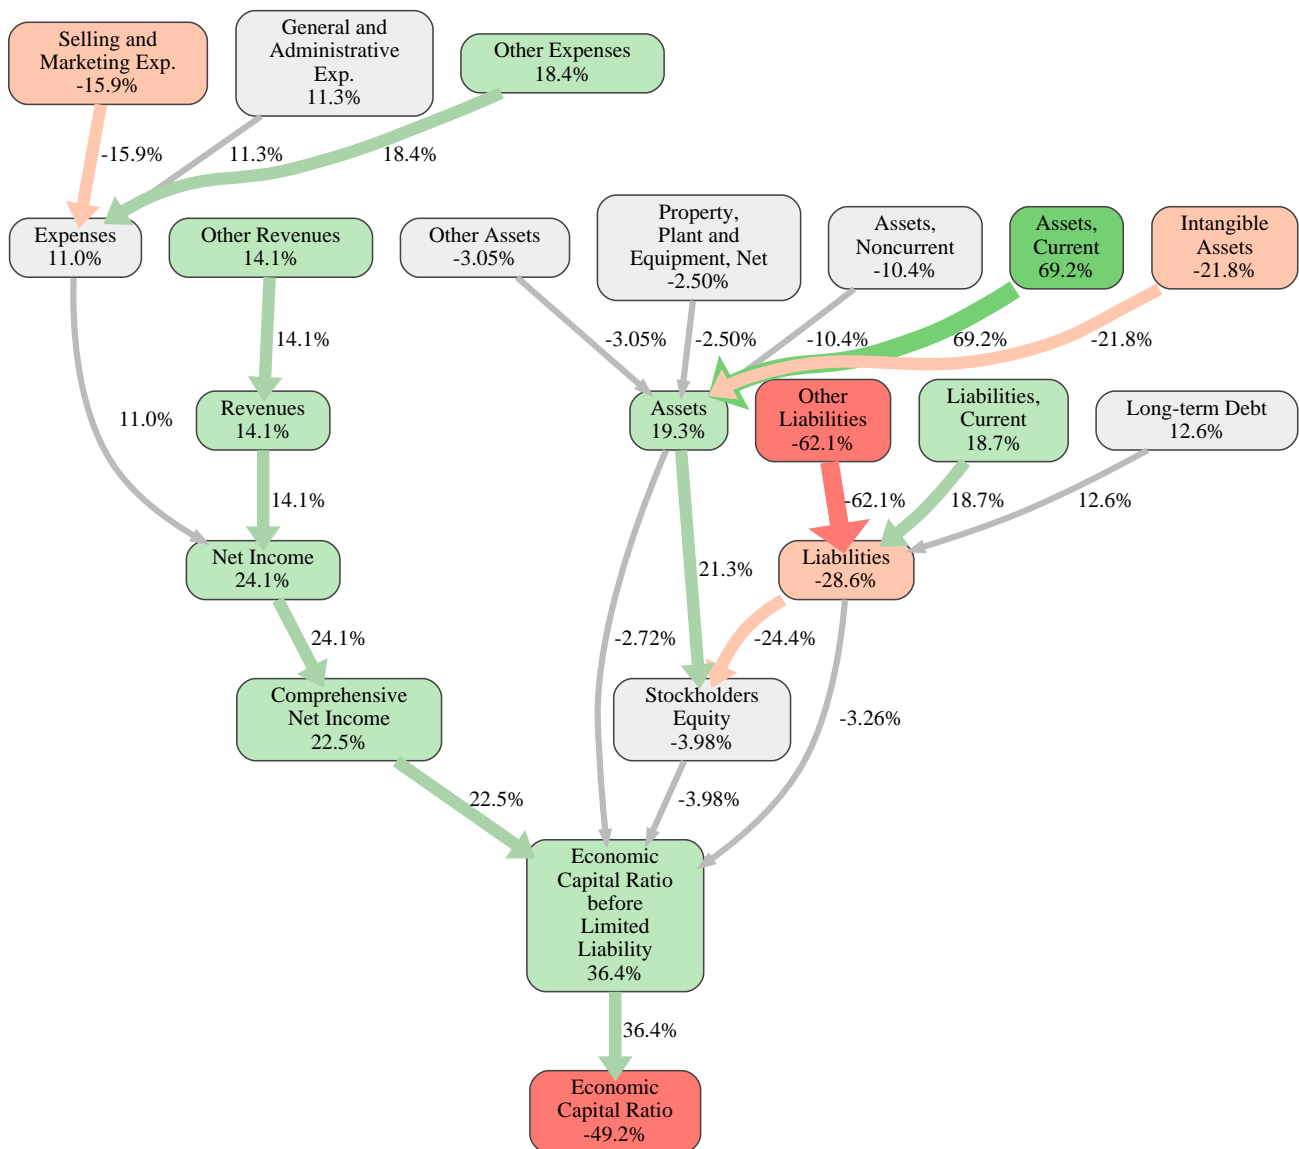 Selling and
Marketing Exp.
-15.9%
General and
Administrative
Exp.
11.3%
Other Expenses
18.4%
-15.9%
11.3%
18.4%
Expenses
11.0%
Other Revenues
14.1%
Other Assets
-3.05%
Property,
Plant and
Equipment, Net
-2.50%
Assets,
Noncurrent
-10.4%
Assets,
Current
69.2%
Intangible
Assets
-21.8%
14.1%
-3.05%
-2.50%
-10.4%
69.2%
-21.8%
11.0%
Revenues
14.1%
Assets
19.3%
Other
Liabilities
-62.1%
Liabilities,
Current
18.7%
Long-term Debt
12.6%
14.1%
-62.1%
18.7%
12.6%
Net Income
24.1%
21.3%
Liabilities
-28.6%
24.1%
-2.72%
-24.4%
Comprehensive
Net Income
22.5%
Stockholders
Equity
-3.98%
-3.26%
22.5%
-3.98%
Economic
Capital Ratio
before
Limited
Liability
36.4%
36.4%
Economic
Capital Ratio
-49.2%